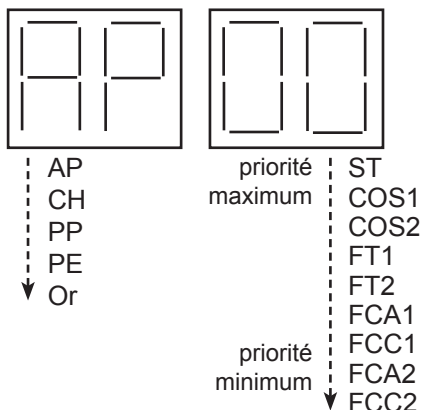 AP 00
AP
CH
PP
PE
Or
priorité
maximum
priorité
minimum
ST
COS1
COS2
FT1
FT2
FCA1
FCC1
FCA2
FCC2